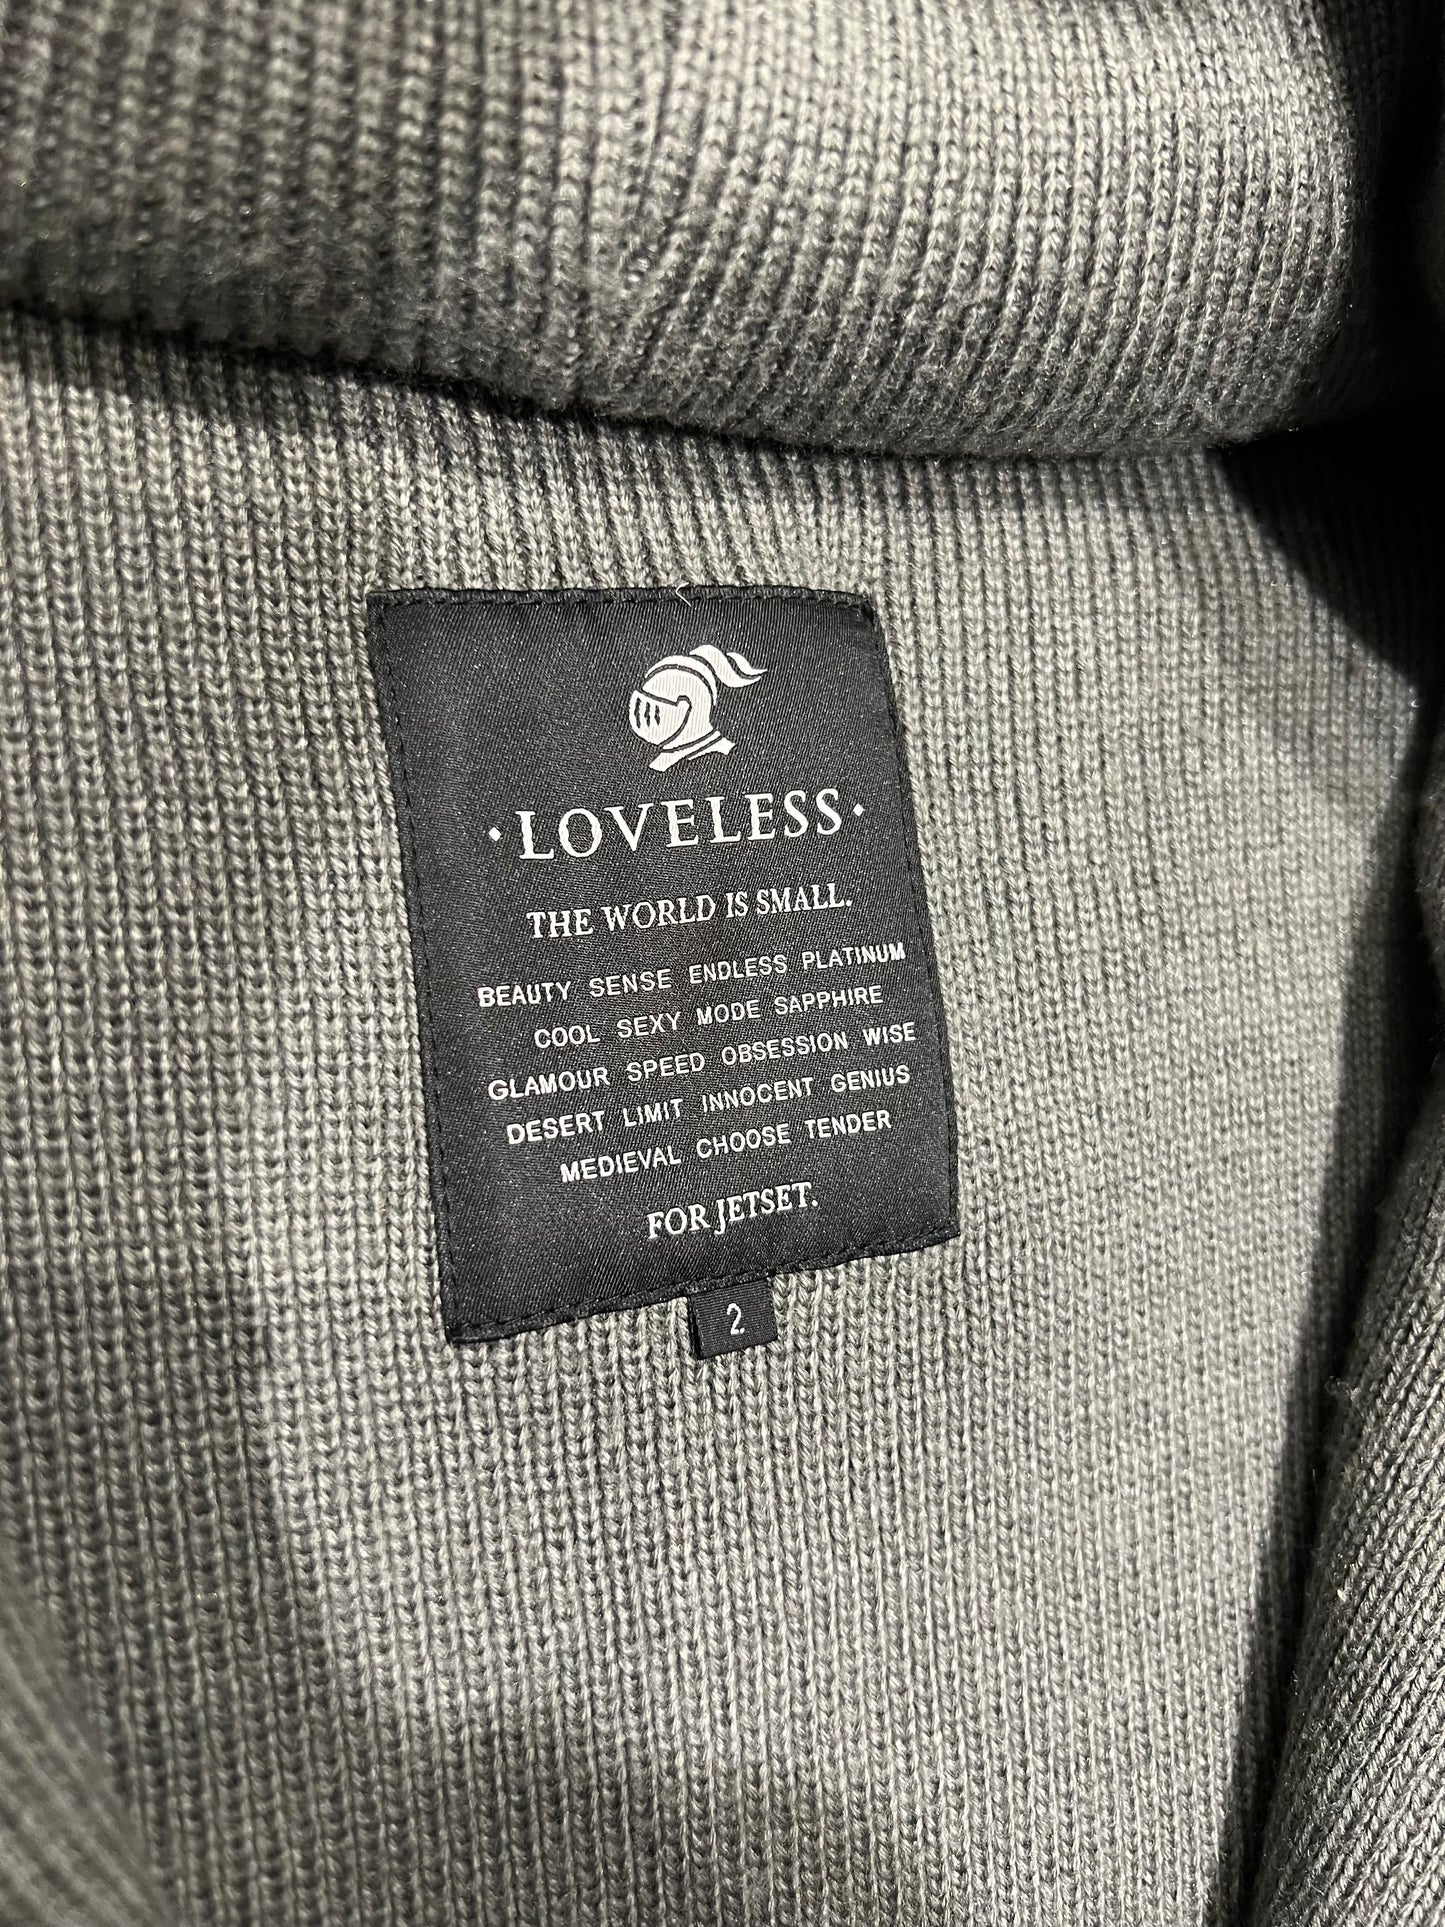 · LOVELESS ·
THE WORLD IS SMALL.
BEAUTY SENSE ENDLESS PLATINUM
COOL SEXY MODE SAPPHIRE
GLAMOUR SPEED OBSESSION WISE
DESERT LIMIT INNOCENT GENIUS
MEDIEVAL CHOOSE TENDER
FOR JETSET.
2